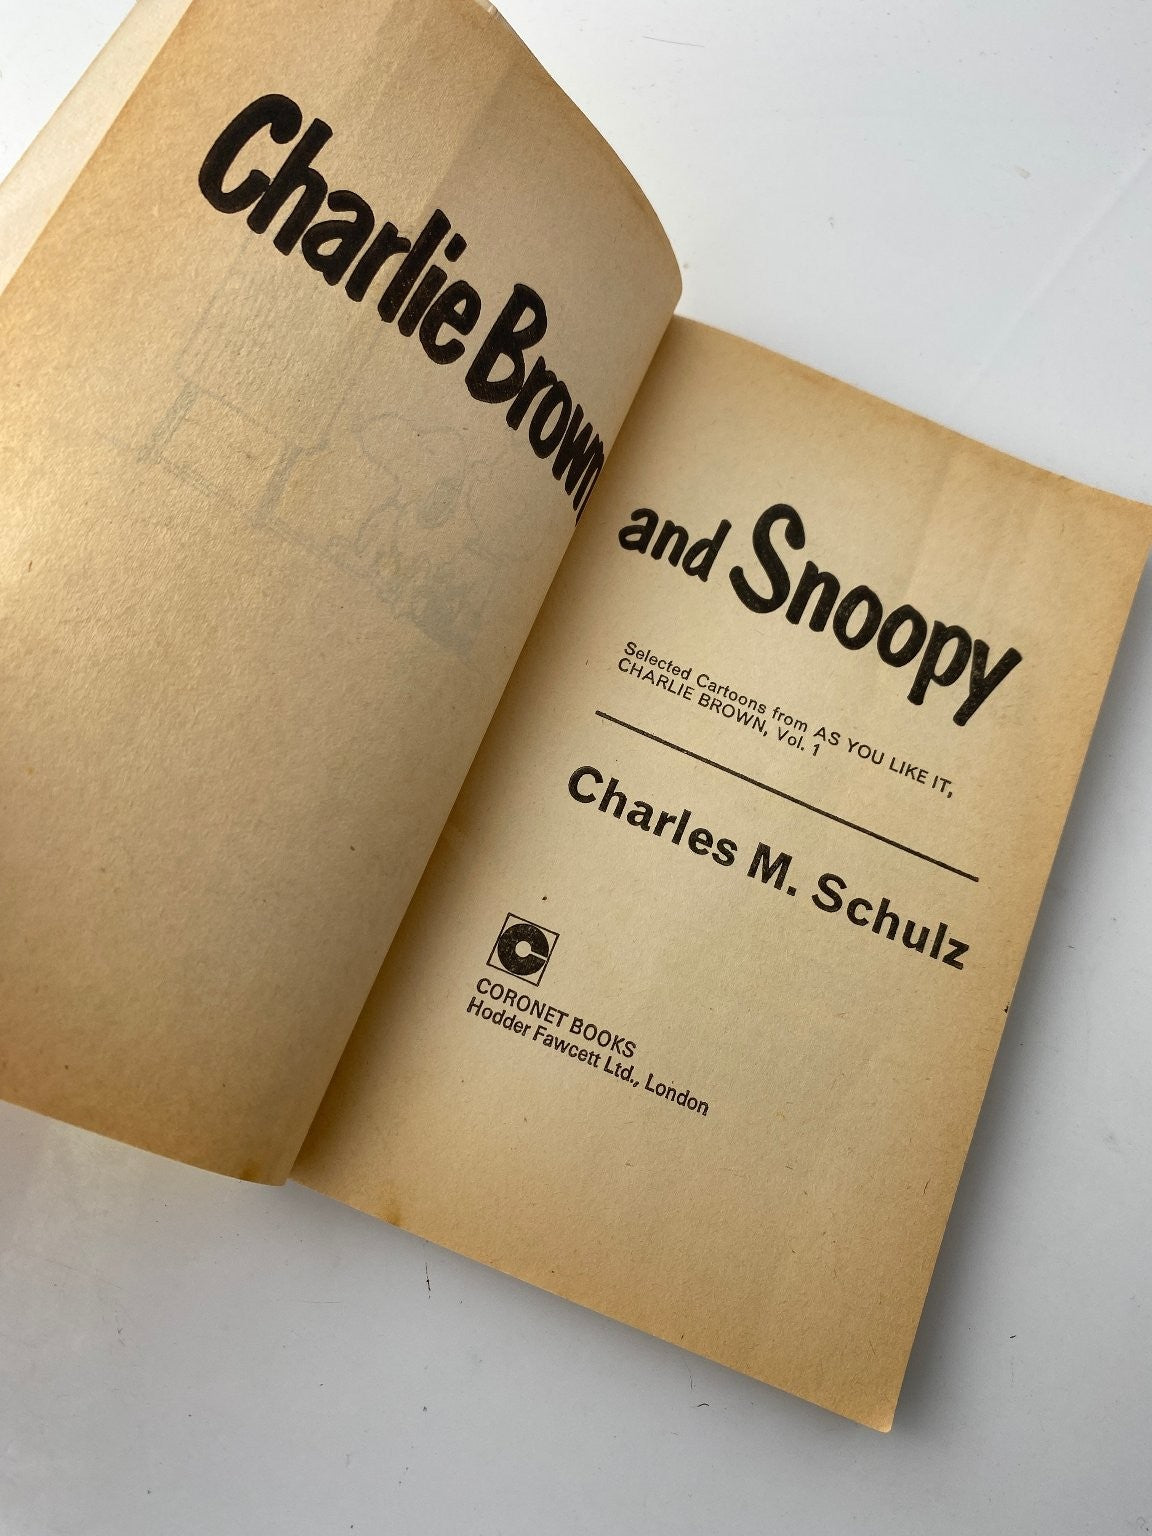 Charlie Brown
and Snoopy
Selected Cartoons from AS YOU LIKE IT,
CHARLIE BROWN, Vol. 1
Charles M. Schulz
CORONET BOOKS
Hodder Fawcett Ltd., London